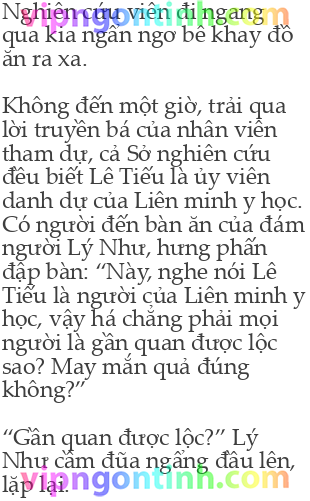 vipngontinh.com
Nghiên cứu viên đi ngang
qua kia ngẩn ngơ bê khay đồ
ăn ra xa.
Không đến một giờ, trải qua
lời truyền bá của nhân viên
tham dự, cả Sở nghiên cứu
đều biết Lê Tiếu là ủy viên
danh dự của Liên minh y học.
Có người đến bàn ăn của đám
người Lý Như, hưng phấn
đập bàn: “Này, nghe nói Lê
Tiếu là người của Liên minh y
học, vậy há chẳng phải mọi
người là gần quan được lộc
sao? May mắn quả đúng
không?”
“Gần quan được lộc?” Lý
Như cầm đũa ngẩng đầu lên,
lặp lại.
vipngontinh.com